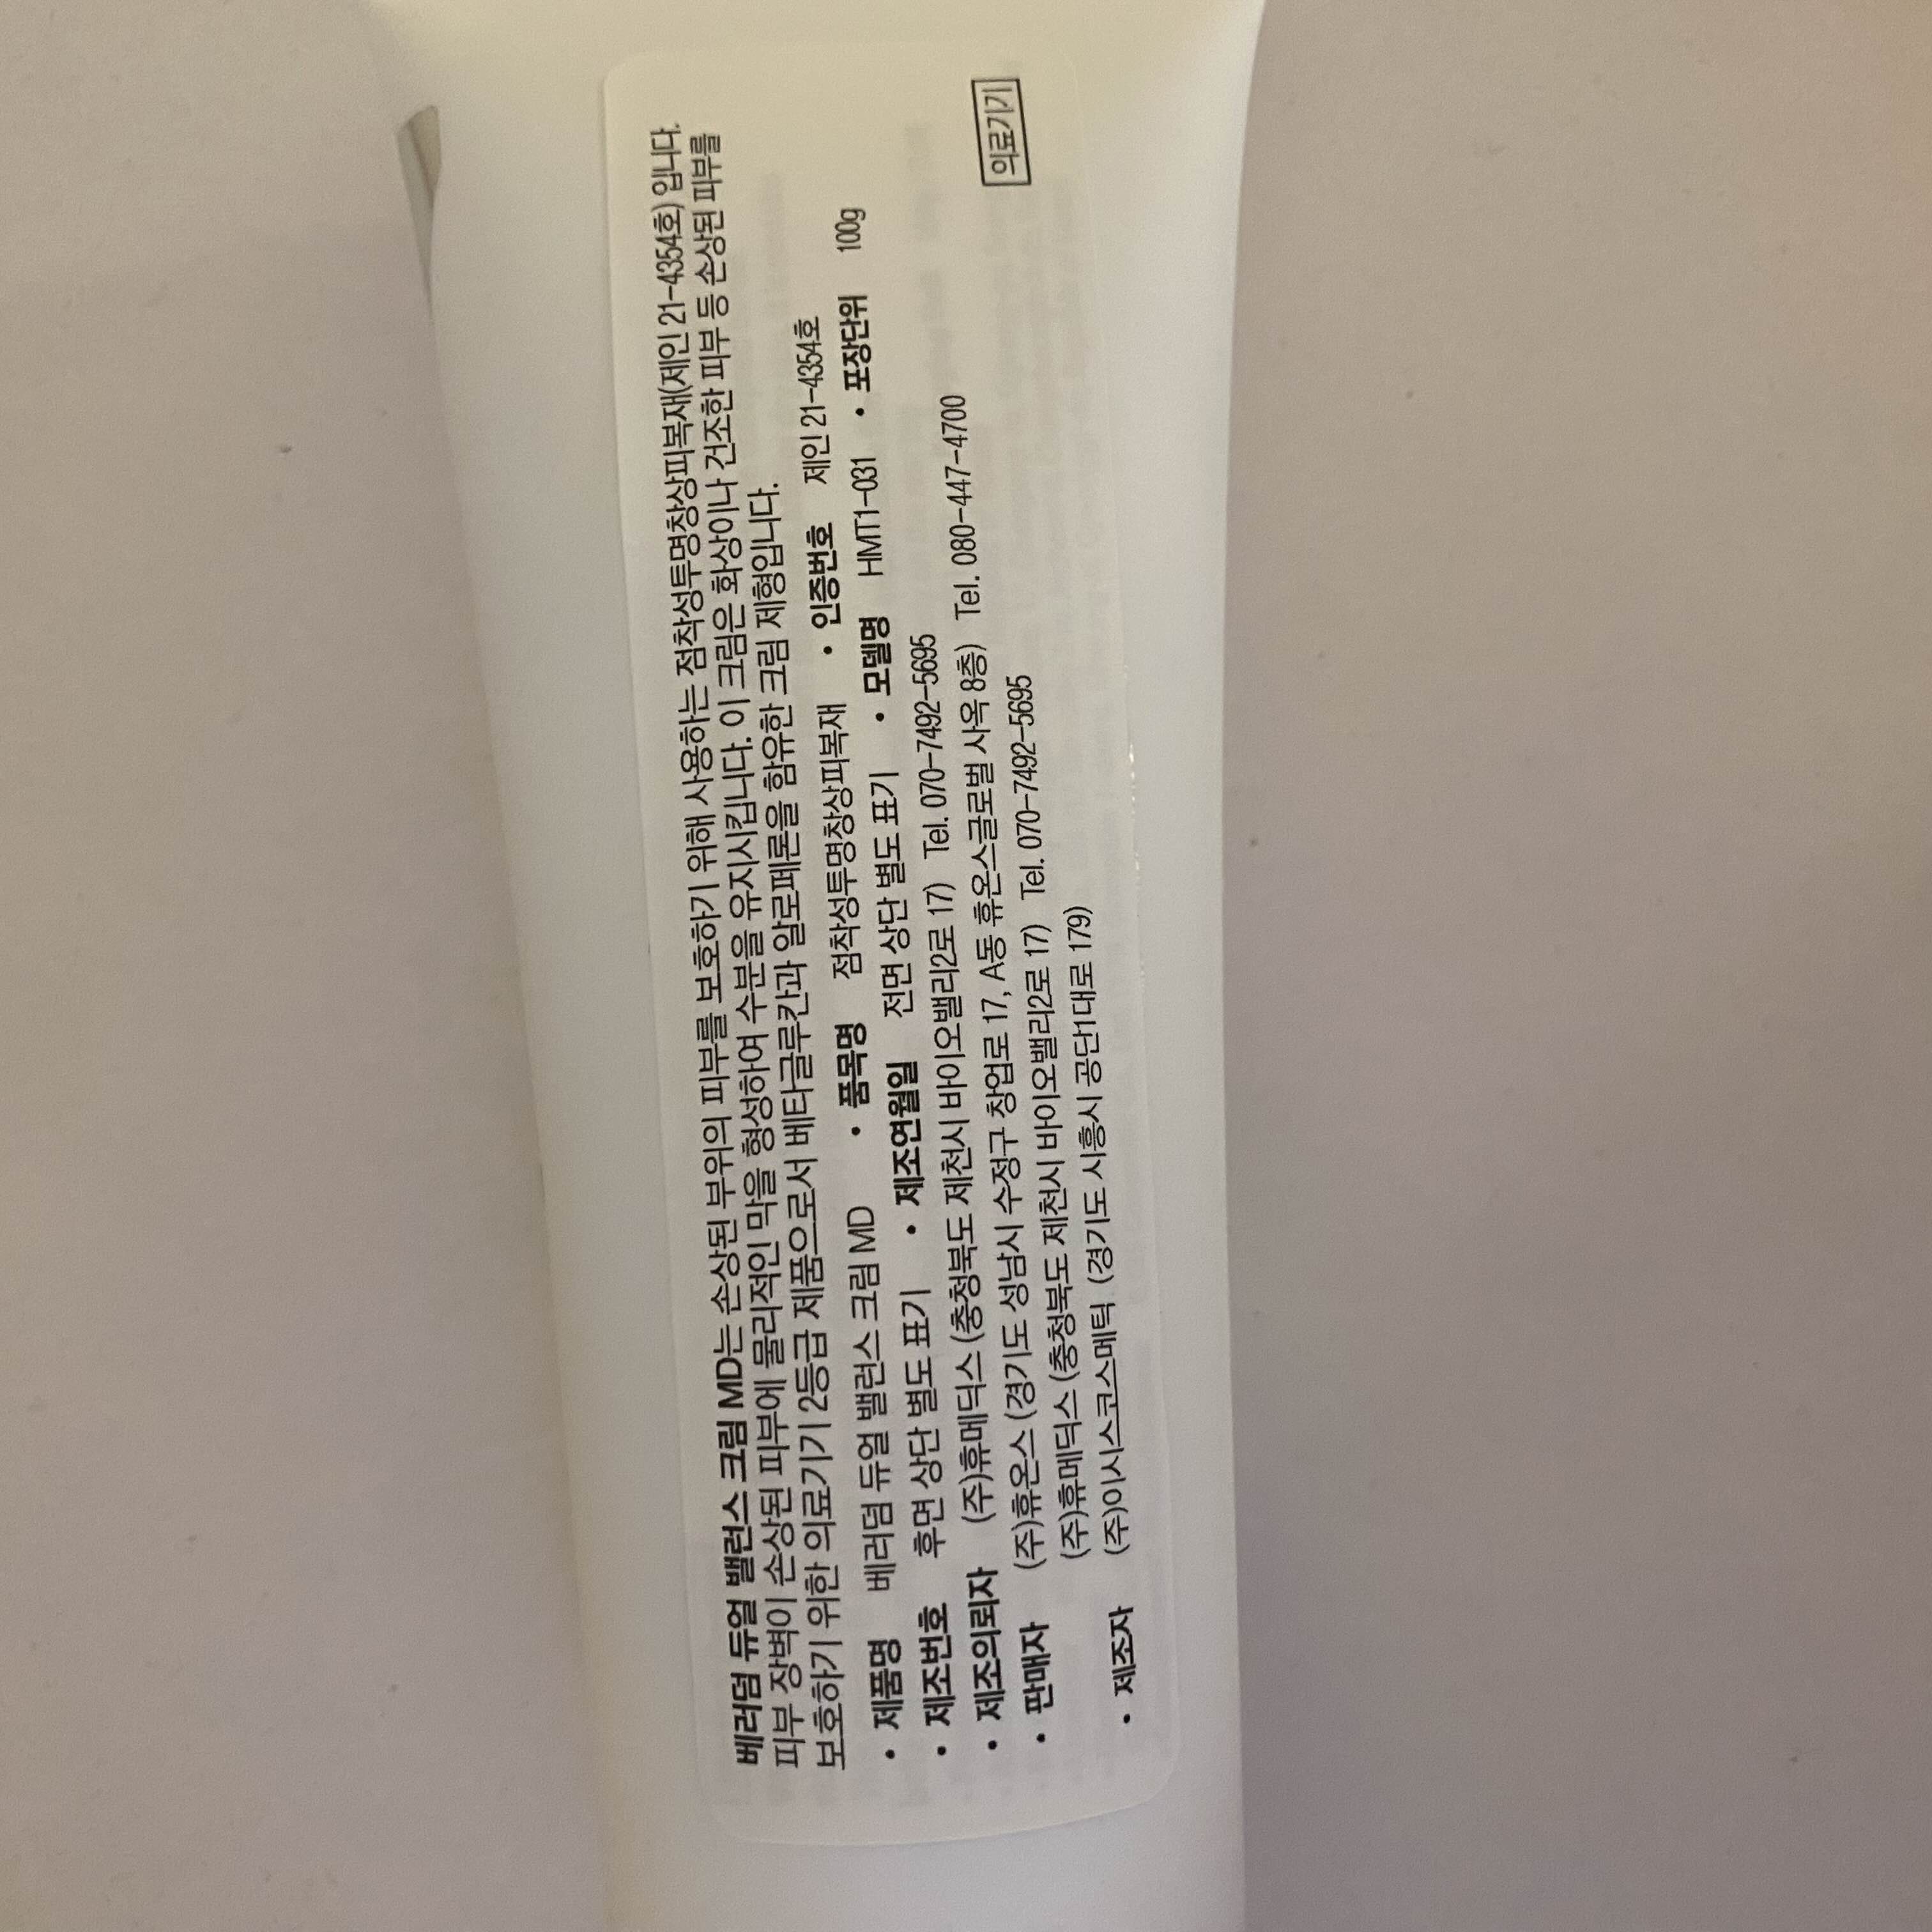 베러덤 듀얼 밸런스 크림 MD는 손상된 부위의 피부를 보호하기 위해 사용하는 점착성투명창상피복재(제인 21-4354호) 입니다.
피부 장벽이 손상된 피부에 물리적인 막을 형성하여 수분을 유지시킵니다. 이 크림은 화상이나 건조한 피부 등 손상된 피부를
보호하기 위한 의료기기 2등급 제품으로서 베타글루칸과 알로페론을 함유한 크림 제형입니다.
• 제품명 베러덤 듀얼 밸런스 크림 MD • 품목명 점착성투명창상피복재 • 인증번호 제인 21-4354호
• 제조번호 후면 상단 별도 표기 • 제조연월일 전면 상단 별도 표기 • 모델명 HMT1-031 • 포장단위 100g
• 제조의뢰자 (주)휴메딕스 (충청북도 제천시 바이오밸리2로 17) Tel. 070-7492-5695
• 판매자 (주)휴온스 (경기도 성남시 수정구 창업로 17, A동 휴온스글로벌 사옥 8층) Tel. 080-447-4700
(주)휴메딕스 (충청북도 제천시 바이오밸리2로 17) Tel. 070-7492-5695
• 제조자 (주)이시스코스메틱 (경기도 시흥시 공단1대로 179)
의료기기